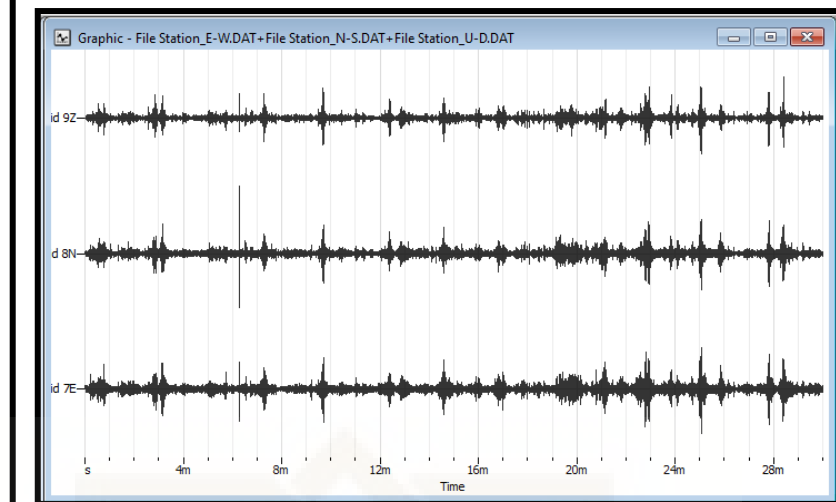 Graphic - File Station_E-W.DAT+File Station_N-S.DAT+File Station_U-D.DAT
id 9Z
d 8N
id 7E
s 4m 8m 12m 16m 20m 24m 28m
Time